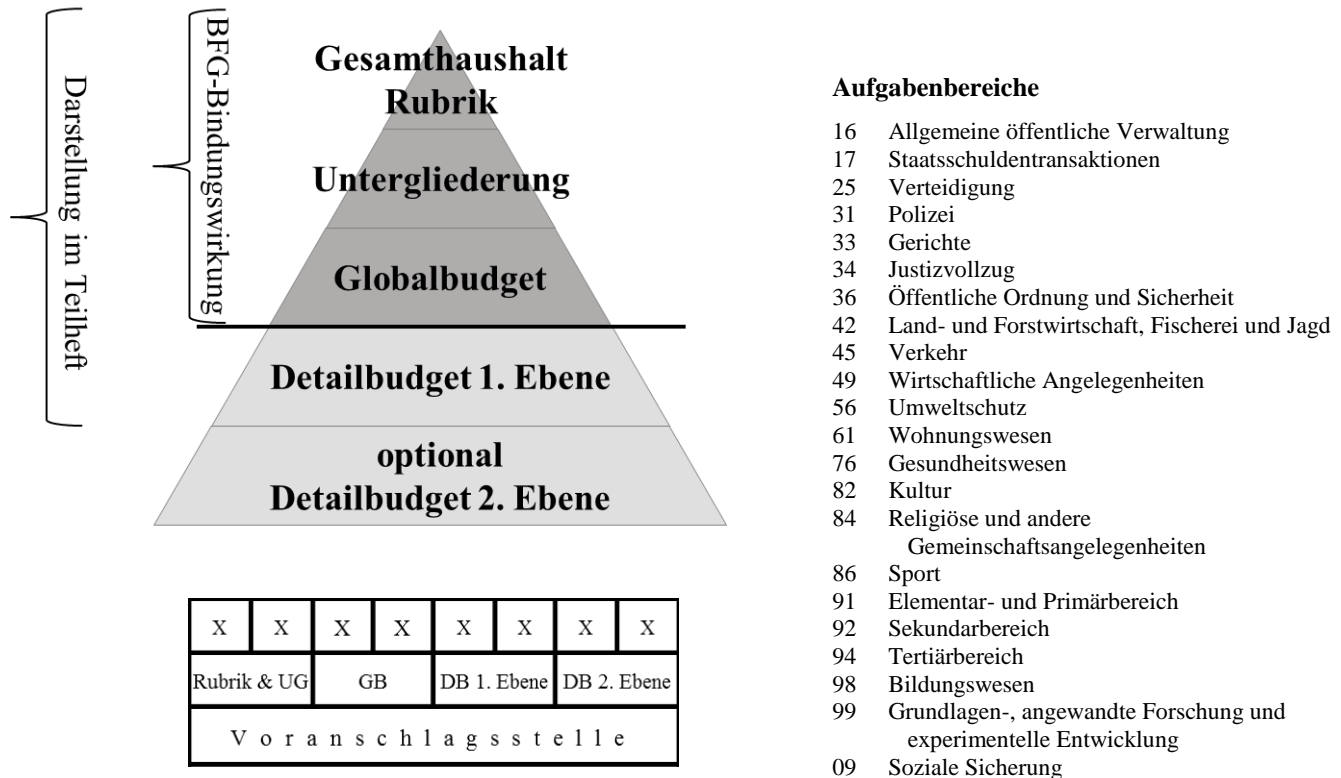 Darstellung im Teilheft
BFG-Bindungswirkung
Gesamthaushalt
Rubrik
Untergliederung
Globalbudget
Detailbudget 1. Ebene
optional
Detailbudget 2. Ebene
X X X X X X X X
Rubrik & UG GB DB 1. Ebene DB 2. Ebene
V o r a n s c h l a g s s t e l l e
Aufgabenbereiche
16 Allgemeine öffentliche Verwaltung
17 Staatsschuldentransaktionen
25 Verteidigung
31 Polizei
33 Gerichte
34 Justizvollzug
36 Öffentliche Ordnung und Sicherheit
42 Land- und Forstwirtschaft, Fischerei und Jagd
45 Verkehr
49 Wirtschaftliche Angelegenheiten
56 Umweltschutz
61 Wohnungswesen
76 Gesundheitswesen
82 Kultur
84 Religiöse und andere
Gemeinschaftsangelegenheiten
86 Sport
91 Elementar- und Primärbereich
92 Sekundarbereich
94 Tertiärbereich
98 Bildungswesen
99 Grundlagen-, angewandte Forschung und
experimentelle Entwicklung
09 Soziale Sicherung